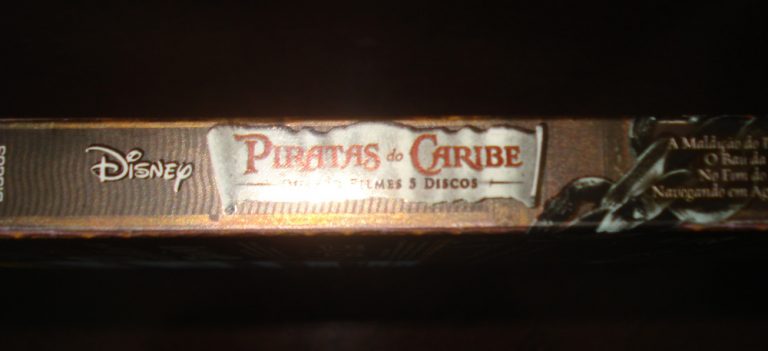 DISNEY
PIRATAS do CARIBE
FILMES 5 DISCOS
A Maldição do
O Baú da
No Fim do
Navegando em